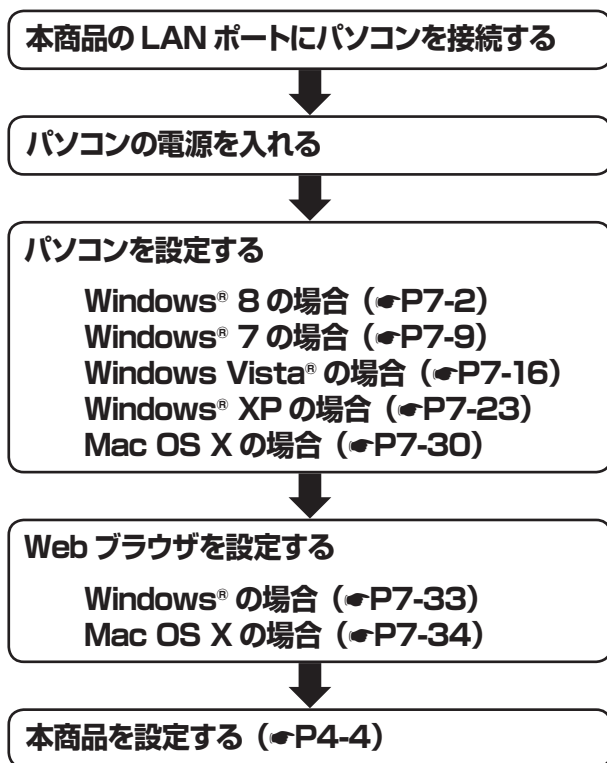 本商品の LAN ポートにパソコンを接続する
パソコンの電源を入れる
パソコンを設定する
Windows® 8 の場合（☛P7-2）
Windows® 7 の場合（☛P7-9）
Windows Vista® の場合（☛P7-16）
Windows® XP の場合（☛P7-23）
Mac OS X の場合（☛P7-30）
Web ブラウザを設定する
Windows® の場合（☛P7-33）
Mac OS X の場合（☛P7-34）
本商品を設定する（☛P4-4）